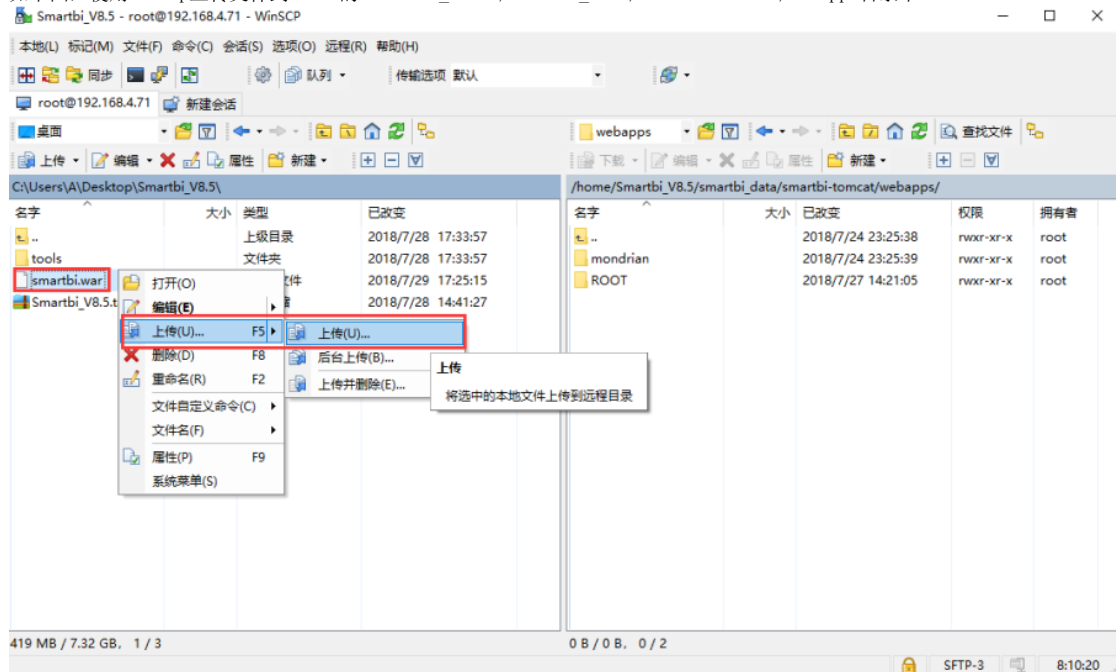 Smartbi_V8.5 - root@192.168.4.71 - WinSCP
本地(L) 标记(M) 文件(F) 命令(C) 会话(S) 选项(O) 远程(R) 帮助(H)
同步 队列 传输选项 默认
root@192.168.4.71 新建会话
桌面 webapps 查找文件
上传 编辑 属性 新建 下载 编辑 属性 新建
C:\Users\A\Desktop\Smartbi_V8.5\ /home/Smartbi_V8.5/smartbi_data/smartbi-tomcat/webapps/
名字 大小 类型 已改变 名字 大小 已改变 权限 拥有者
.. 上级目录 2018/7/28 17:33:57 .. 2018/7/24 23:25:38 rwxr-xr-x root
tools 文件夹 2018/7/28 17:33:57 mondrian 2018/7/24 23:25:39 rwxr-xr-x root
smartbi.war 打开(O) 件 2018/7/29 17:25:15 ROOT 2018/7/27 14:21:05 rwxr-xr-x root
Smartbi_V8.5.t 编辑(E) 2018/7/28 14:41:27
上传(U)... F5 上传(U)...
删除(D) F8 后台上传(B)... 上传
重命名(R) F2 上传并删除(E)... 将选中的本地文件上传到远程目录
文件自定义命令(C)
文件名(F)
属性(P) F9
系统菜单(S)
419 MB / 7.32 GB, 1 / 3 0 B / 0 B, 0 / 2
SFTP-3 8:10:20